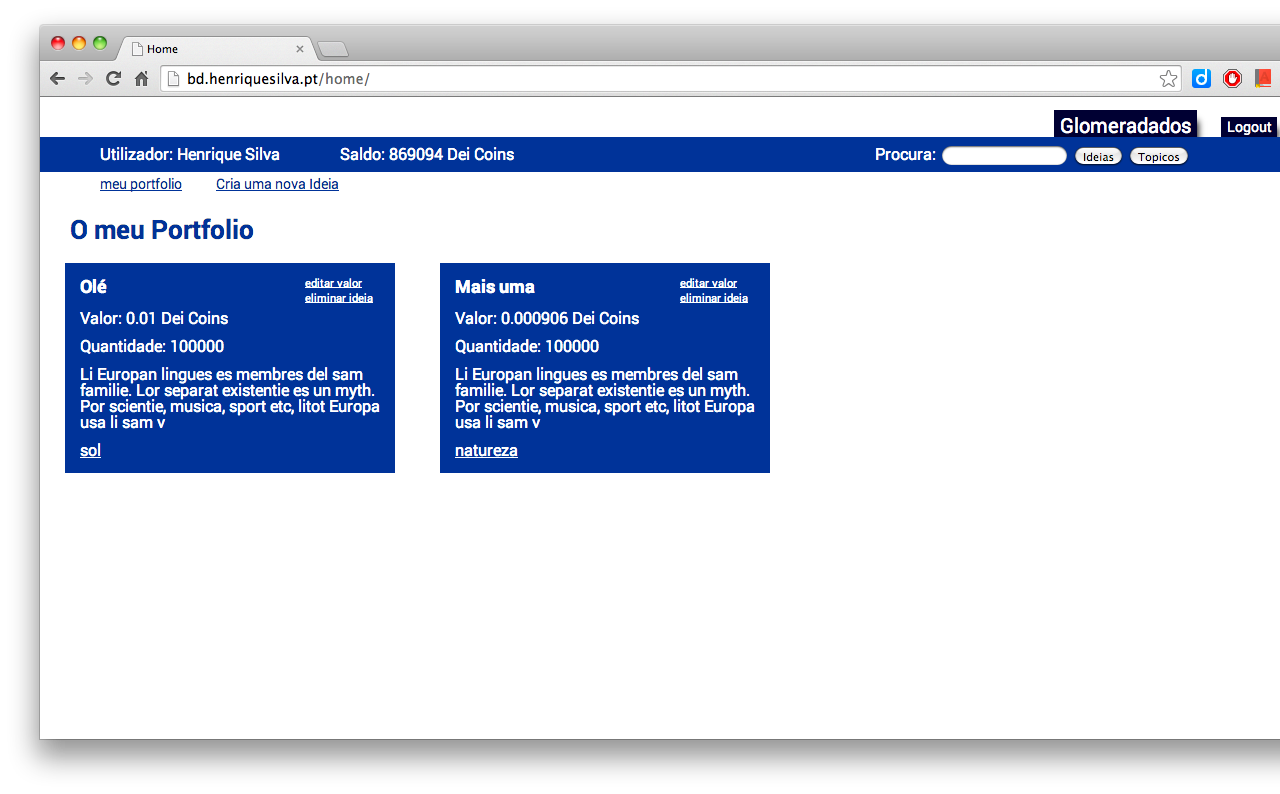 Home
bd.henriquesilva.pt/home/
Glomeradados
Logout
Utilizador: Henrique Silva
Saldo: 869094 Dei Coins
Procura:
Ideias
Topicos
meu portfolio
Cria uma nova Ideia
O meu Portfolio
Olé
editar valor
eliminar ideia
Valor: 0.01 Dei Coins
Quantidade: 100000
Li Europan lingues es membres del sam
familie. Lor separat existentie es un myth.
Por scientie, musica, sport etc, litot Europa
usa li sam v
sol
Mais uma
editar valor
eliminar ideia
Valor: 0.000906 Dei Coins
Quantidade: 100000
Li Europan lingues es membres del sam
familie. Lor separat existentie es un myth.
Por scientie, musica, sport etc, litot Europa
usa li sam v
natureza